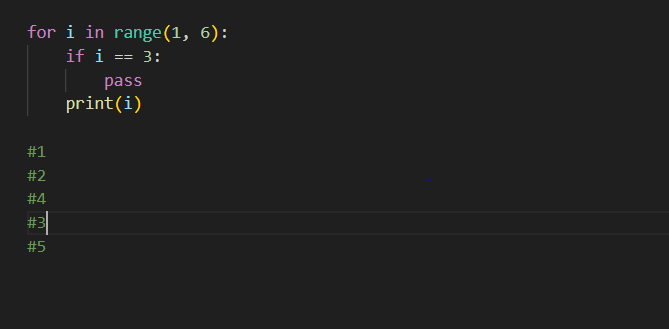 for i in range(1, 6):
    if i == 3:
        pass
    print(i)

#1
#2
#4
#3
#5